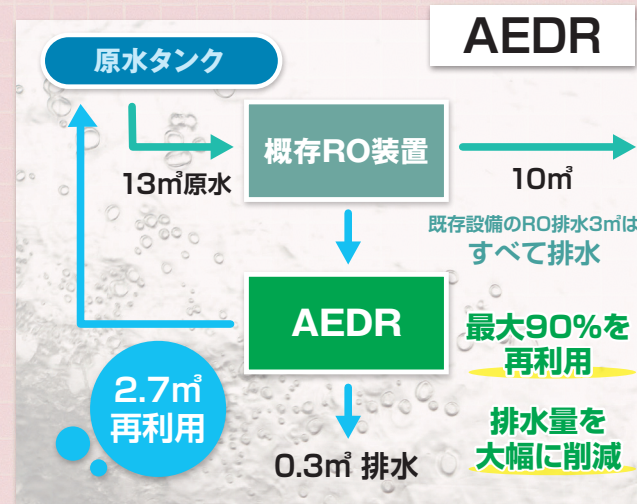 AEDR
原水タンク
概存RO装置
13㎥原水
10㎥
既存設備のRO排水3㎥は
すべて排水
AEDR
最大90%を
再利用
2.7㎥
再利用
排水量を
大幅に削減
0.3㎥ 排水